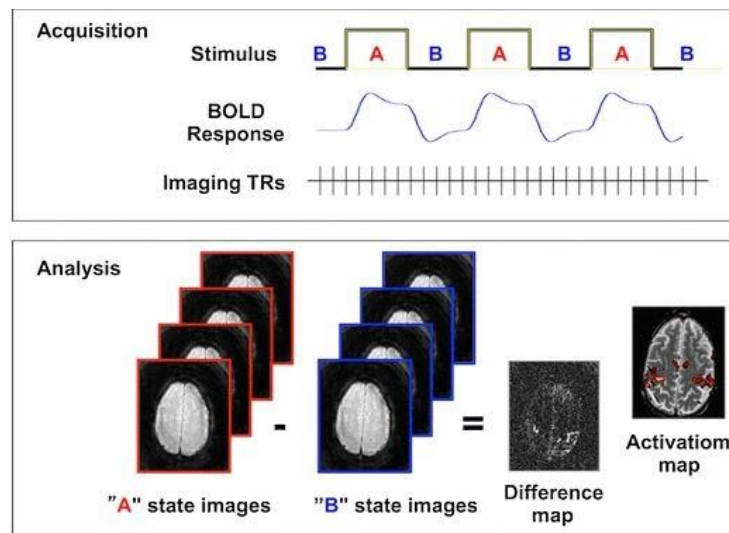 Acquisition
Stimulus
B A B A B A B
BOLD
Response
Imaging TRs
Analysis
-
=
"A" state images
"B" state images
Difference
map
Activatiom
map